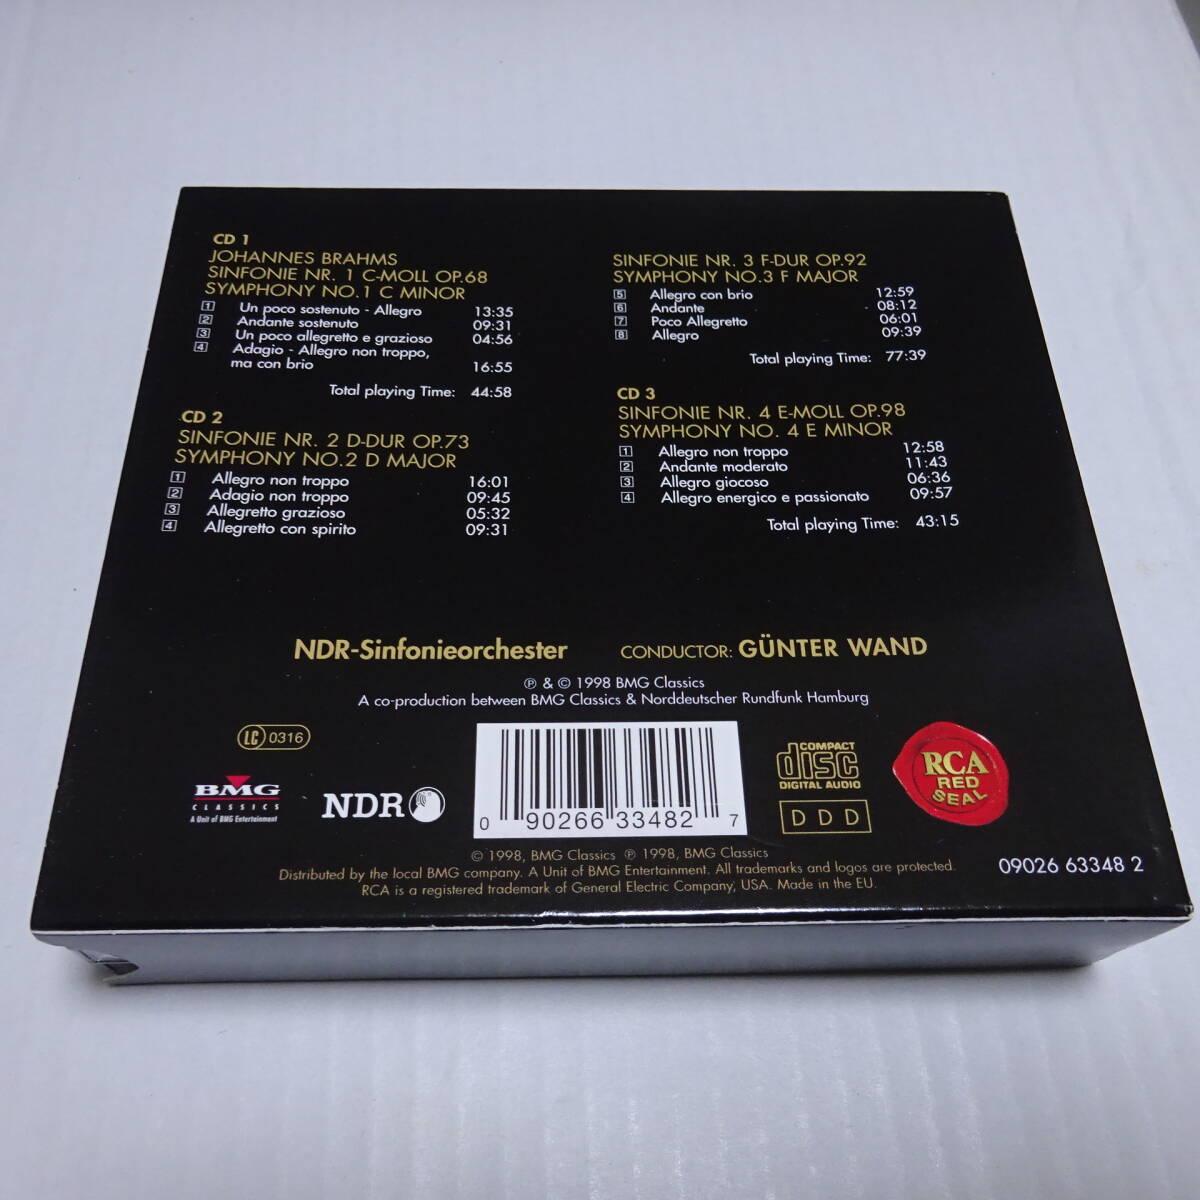 CD 1
JOHANNES BRAHMS
SINFONIE NR. 1 C-MOLL OP.68
SYMPHONY NO.1 C MINOR
1 Un poco sostenuto - Allegro 13:35
2 Andante sostenuto 09:31
3 Un poco allegretto e grazioso 04:56
4 Adagio - Allegro non troppo,
ma con brio 16:55
Total playing Time: 44:58
CD 2
SINFONIE NR. 2 D-DUR OP.73
SYMPHONY NO.2 D MAJOR
1 Allegro non troppo 16:01
2 Adagio non troppo 09:45
3 Allegretto grazioso 05:32
4 Allegretto con spirito 09:31
SINFONIE NR. 3 F-DUR OP.92
SYMPHONY NO.3 F MAJOR
5 Allegro con brio 12:59
6 Andante 08:12
7 Poco Allegretto 06:01
8 Allegro 09:39
Total playing Time: 77:39
CD 3
SINFONIE NR. 4 E-MOLL OP.98
SYMPHONY NO. 4 E MINOR
1 Allegro non troppo 12:58
2 Andante moderato 11:43
3 Allegro giocoso 06:36
4 Allegro energico e passionato 09:57
Total playing Time: 43:15
NDR-Sinfonieorchester CONDUCTOR: GÜNTER WAND
℗ & © 1998 BMG Classics
A co-production between BMG Classics & Norddeutscher Rundfunk Hamburg
LC 0316
BMG
CLASSICS
A Unit of BMG Entertainment
NDR
0 90266 33482 7
COMPACT
disc
DIGITAL AUDIO
DDD
RCA
RED
SEAL
© 1998, BMG Classics ℗ 1998, BMG Classics
Distributed by the local BMG company. A Unit of BMG Entertainment. All trademarks and logos are protected.
RCA is a registered trademark of General Electric Company, USA. Made in the EU.
09026 63348 2